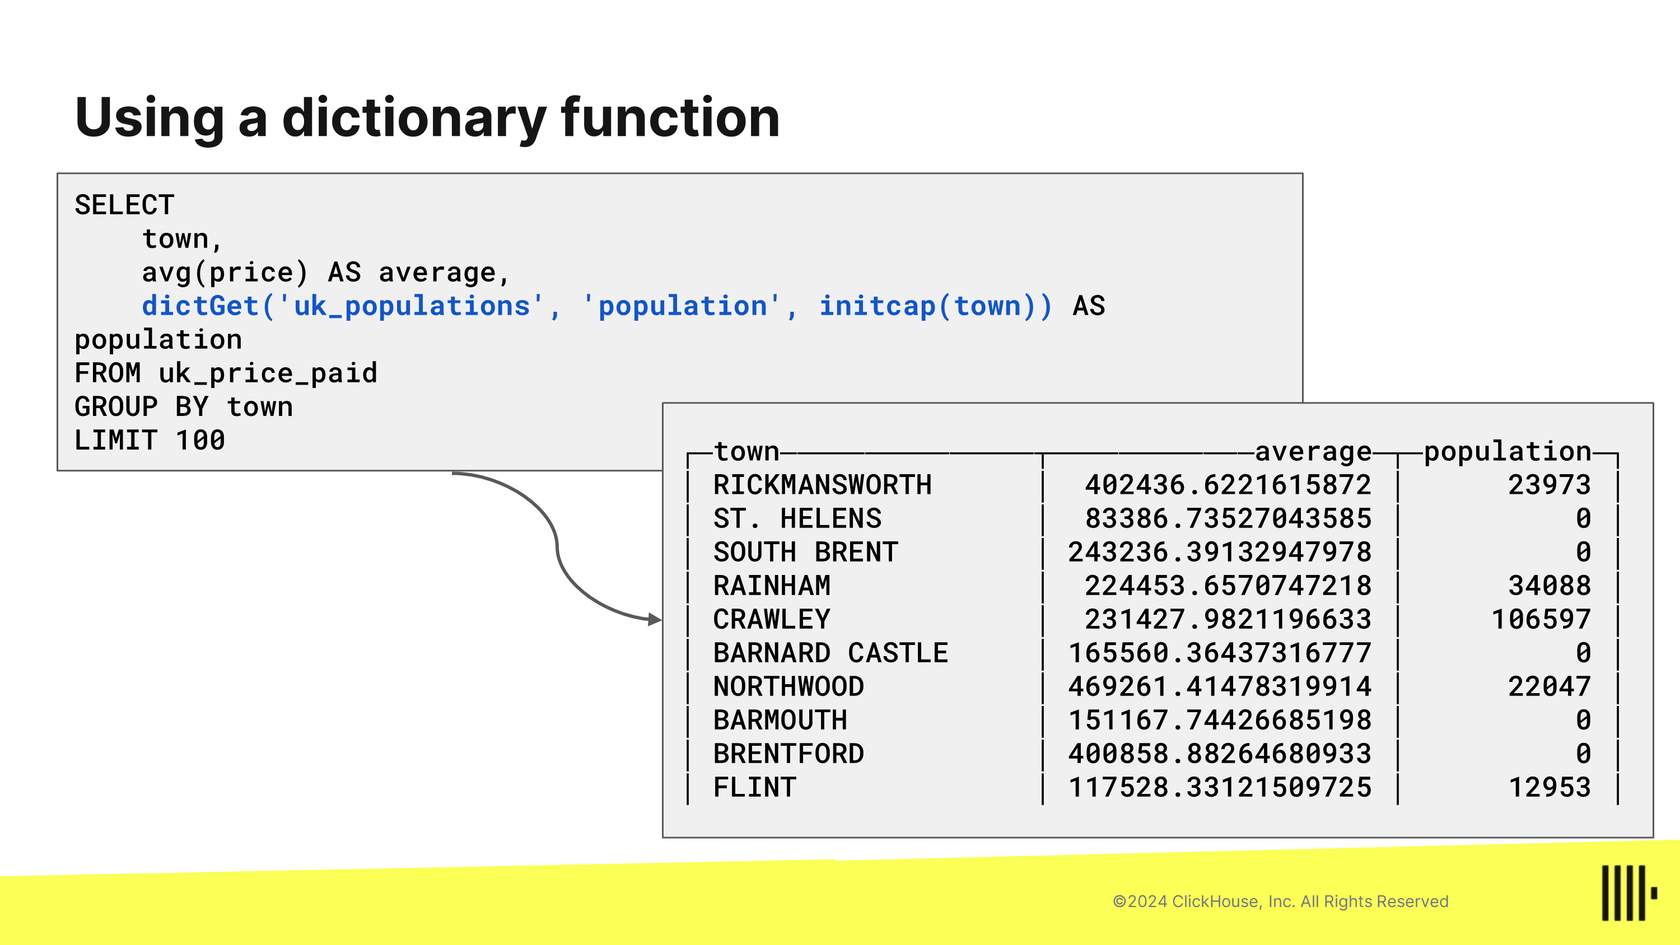 Using a dictionary function
SELECT
    town,
    avg(price) AS average,
    dictGet('uk_populations', 'population', initcap(town)) AS
population
FROM uk_price_paid
GROUP BY town
LIMIT 100
┌─town───────────────┬────────────average─┬─population─┐
│ RICKMANSWORTH      │  402436.6221615872 │      23973 │
│ ST. HELENS         │  83386.73527043585 │          0 │
│ SOUTH BRENT        │ 243236.39132947978 │          0 │
│ RAINHAM            │  224453.6570747218 │      34088 │
│ CRAWLEY            │  231427.9821196633 │     106597 │
│ BARNARD CASTLE     │ 165560.36437316777 │          0 │
│ NORTHWOOD          │ 469261.41478319914 │      22047 │
│ BARMOUTH           │ 151167.74426685198 │          0 │
│ BRENTFORD          │ 400858.88264680933 │          0 │
│ FLINT              │ 117528.33121509725 │      12953 │
©2024 ClickHouse, Inc. All Rights Reserved